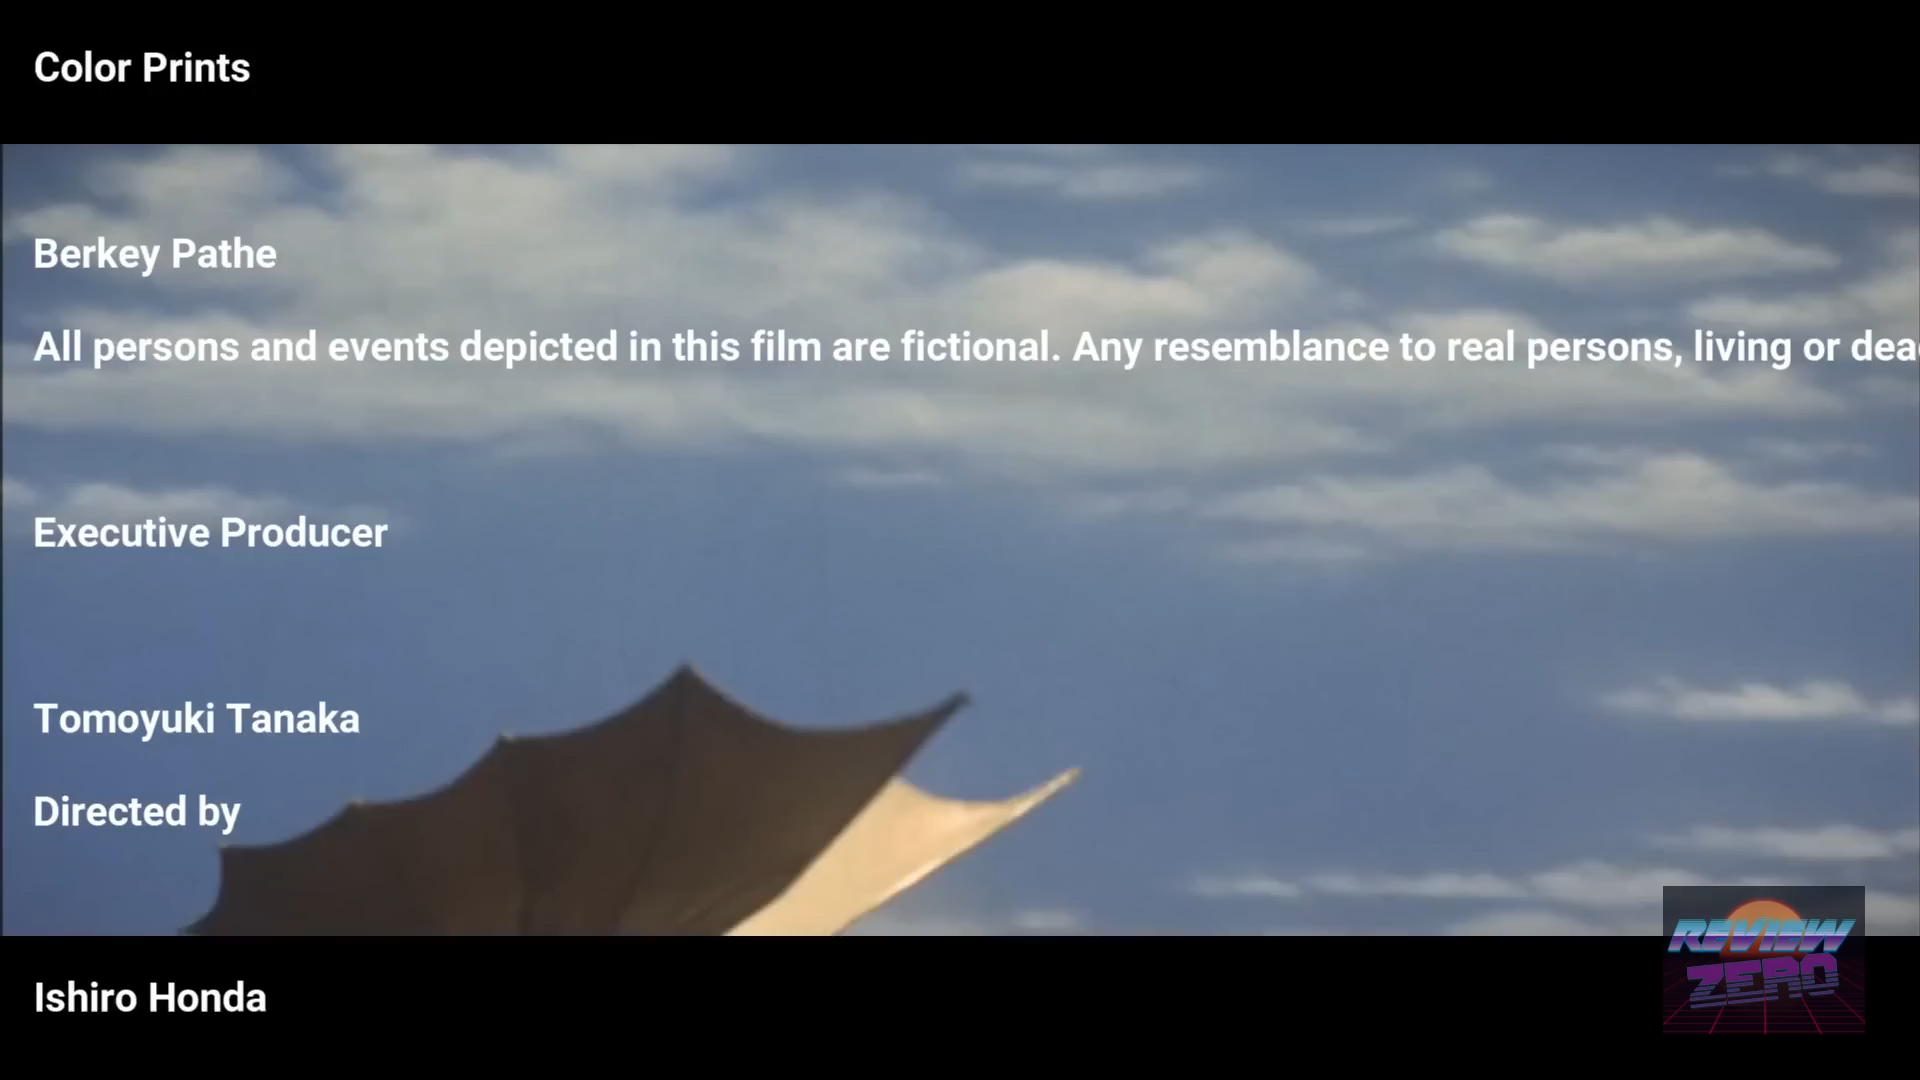 Color Prints
Berkey Pathe
All persons and events depicted in this film are fictional. Any resemblance to real persons, living or dea
Executive Producer
Tomoyuki Tanaka
Directed by
Ishiro Honda
REVIEW
ZERO